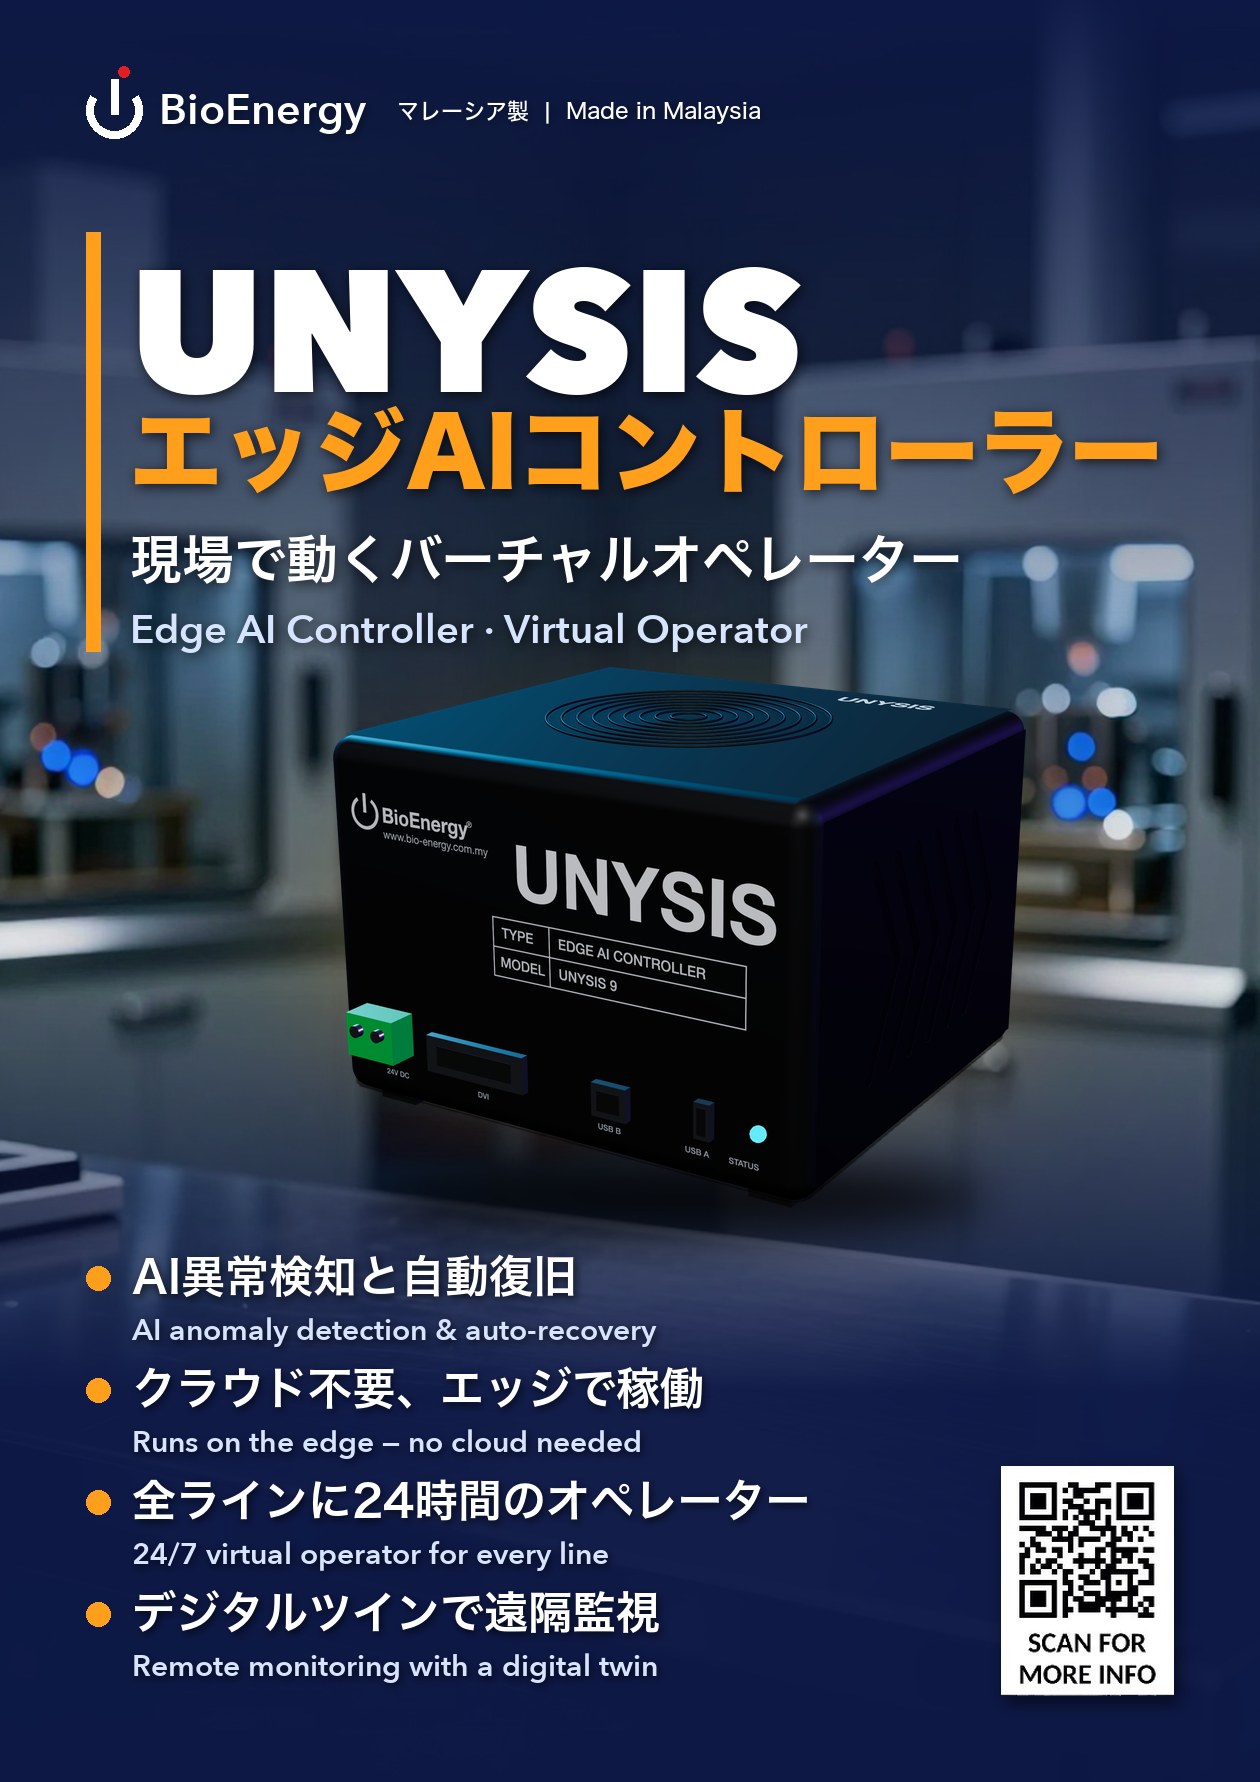 BioEnergy マレーシア製 | Made in Malaysia
UNYSIS
エッジAIコントローラー
現場で動くバーチャルオペレーター
Edge AI Controller · Virtual Operator
UNYSIS
BioEnergy®
www.bio-energy.com.my
UNYSIS
TYPE EDGE AI CONTROLLER
MODEL UNYSIS 9
24V DC
DVI
USB B
USB A
STATUS
AI異常検知と自動復旧
AI anomaly detection & auto-recovery
クラウド不要、エッジで稼働
Runs on the edge – no cloud needed
全ラインに24時間のオペレーター
24/7 virtual operator for every line
デジタルツインで遠隔監視
Remote monitoring with a digital twin
SCAN FOR
MORE INFO